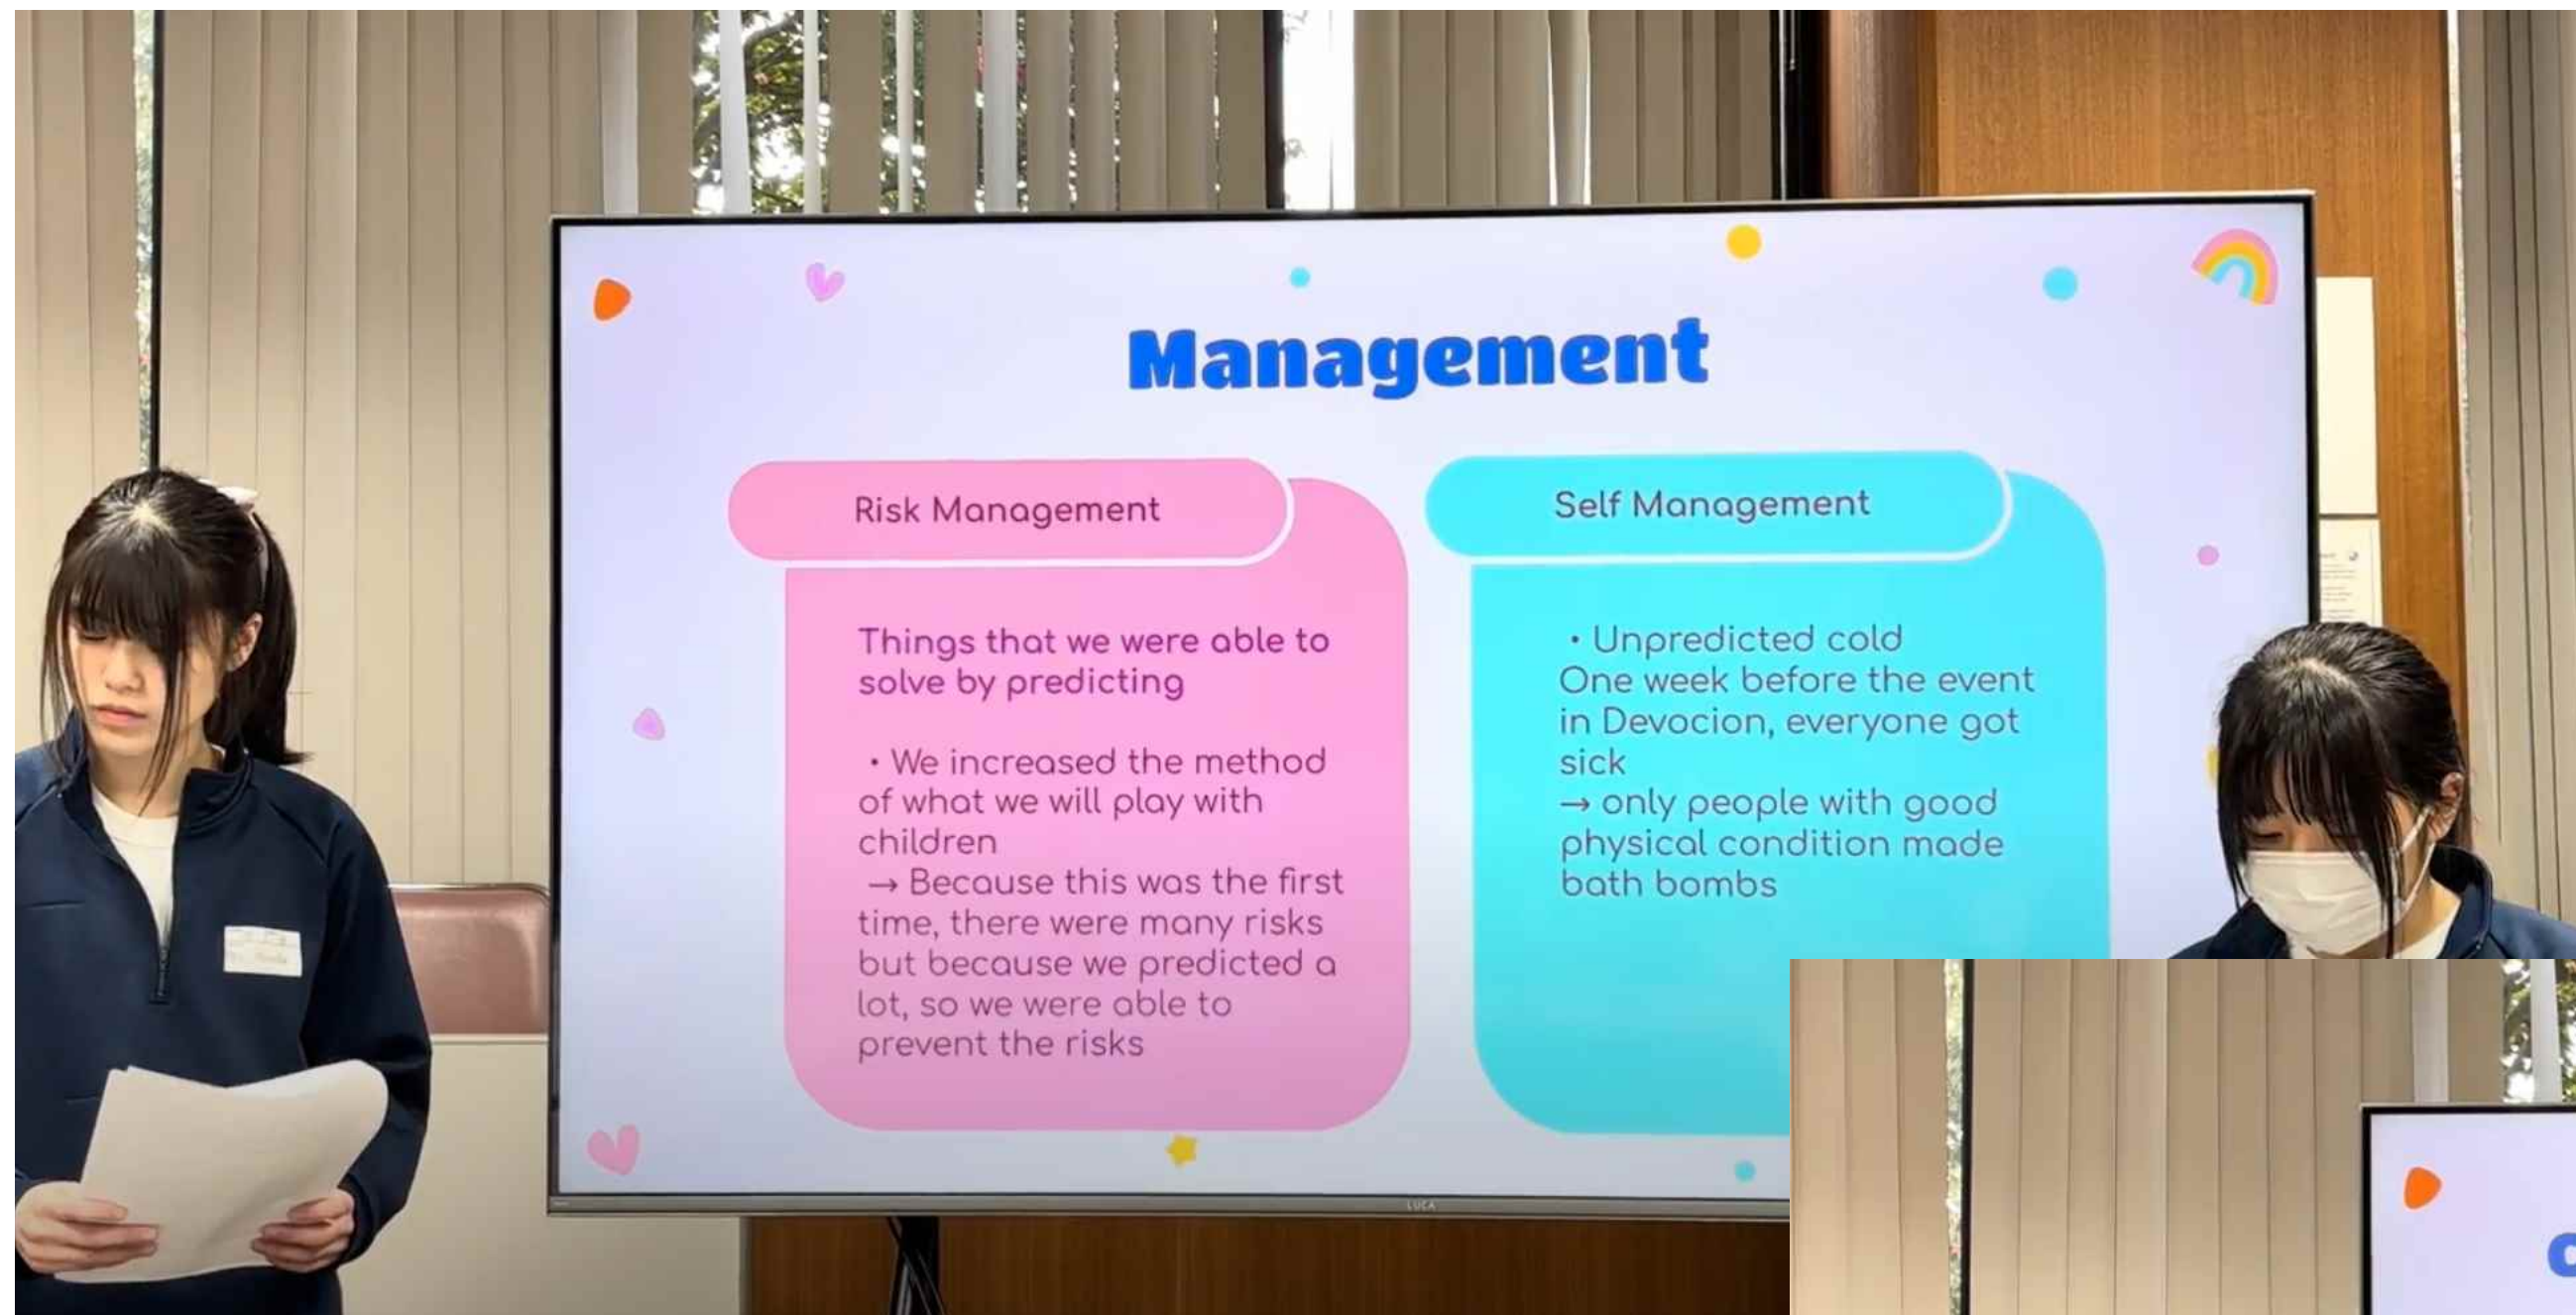 Management
Risk Management
Things that we were able to
solve by predicting
• We increased the method
of what we will play with
children
→ Because this was the first
time, there were many risks
but because we predicted a
lot, so we were able to
prevent the risks
Self Management
• Unpredicted cold
One week before the event
in Devocion, everyone got
sick
→ only people with good
physical condition made
bath bombs
LUCA